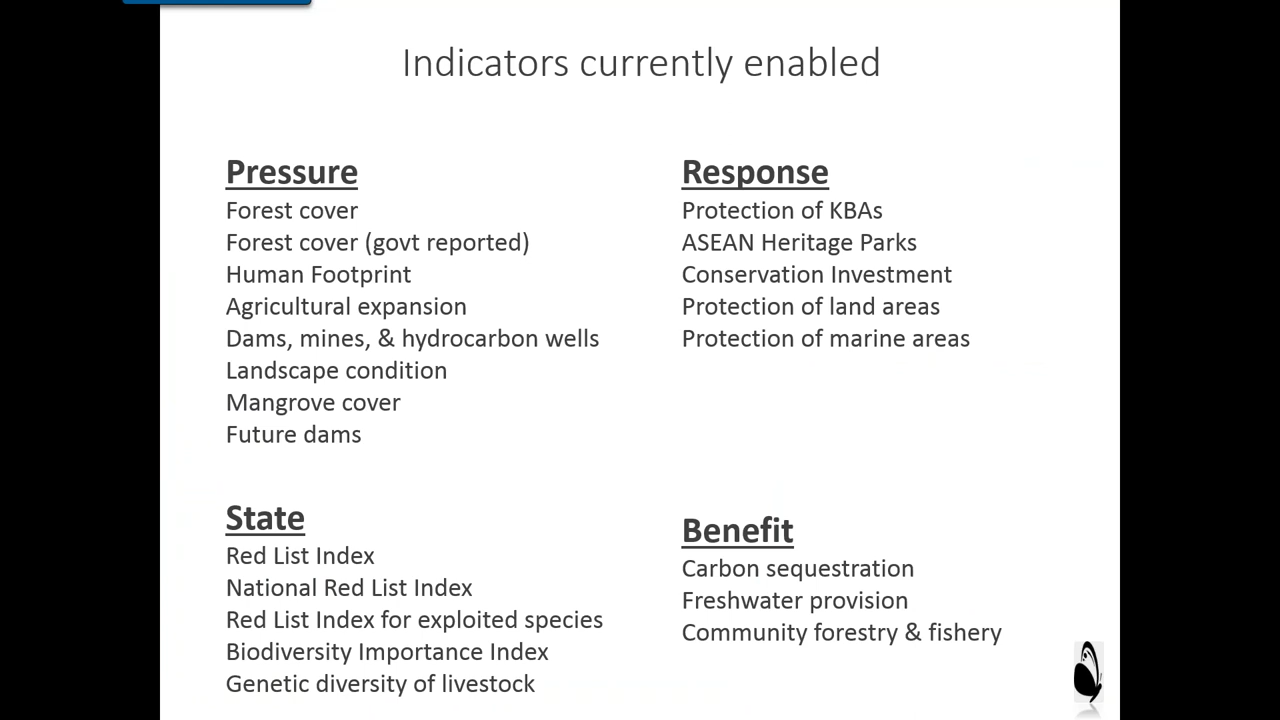 Indicators currently enabled
Pressure
Forest cover
Forest cover (govt reported)
Human Footprint
Agricultural expansion
Dams, mines, & hydrocarbon wells
Landscape condition
Mangrove cover
Future dams
Response
Protection of KBAs
ASEAN Heritage Parks
Conservation Investment
Protection of land areas
Protection of marine areas
State
Red List Index
National Red List Index
Red List Index for exploited species
Biodiversity Importance Index
Genetic diversity of livestock
Benefit
Carbon sequestration
Freshwater provision
Community forestry & fishery